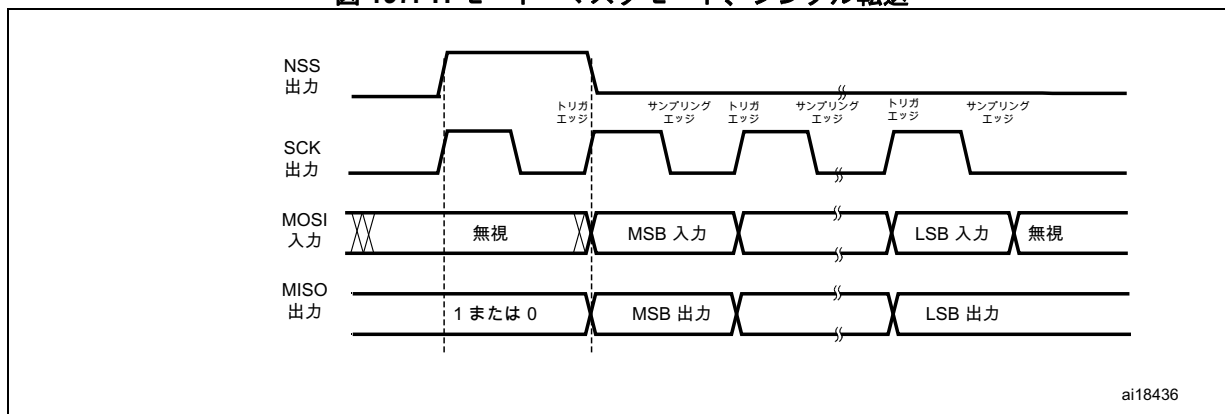 NSS
出力
トリガ
エッジ
サンプリング
エッジ
トリガ
エッジ
サンプリング
エッジ
トリガ
エッジ
サンプリング
エッジ
SCK
出力
MOSI
入力
無視
MSB 入力
LSB 入力
無視
MISO
出力
1 または 0
MSB 出力
LSB 出力
ai18436